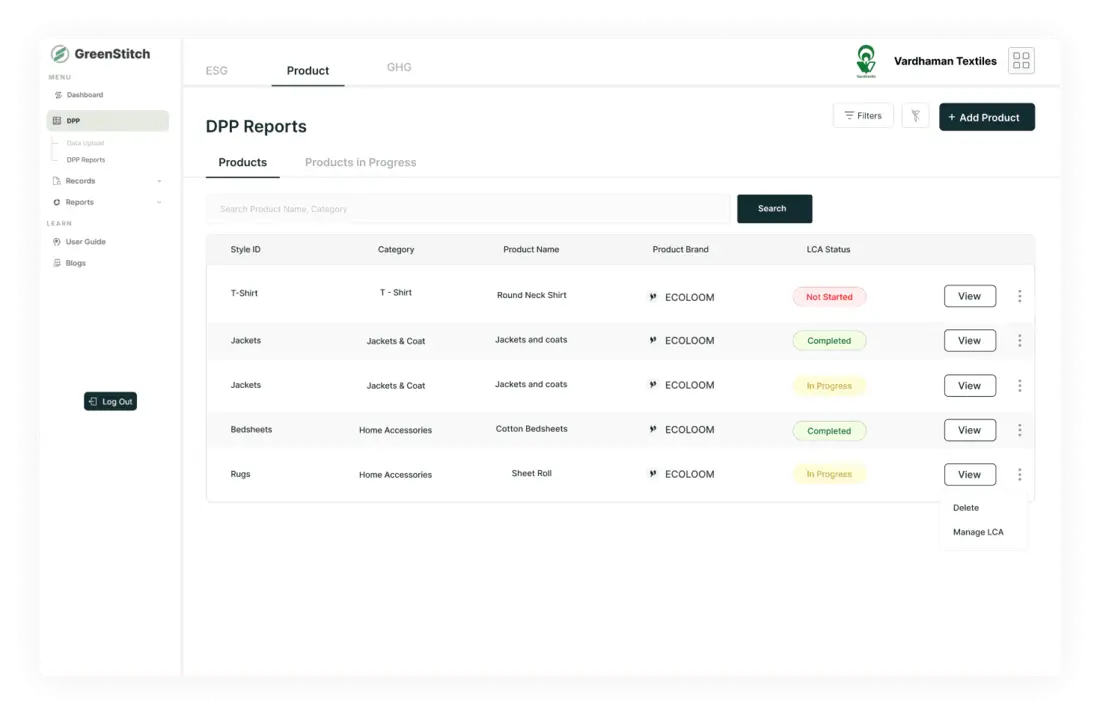 GreenStitch
MENU
Dashboard
DPP
Data Upload
DPP Reports
Records
Reports
LEARN
User Guide
Blogs
Log Out
ESG Product GHG
Vardhaman Textiles
DPP Reports
Filters
+ Add Product
Products Products in Progress
Search Product Name, Category
Search
Style ID Category Product Name Product Brand LCA Status
T-Shirt T - Shirt Round Neck Shirt ECOLOOM Not Started View
Jackets Jackets & Coat Jackets and coats ECOLOOM Completed View
Jackets Jackets & Coat Jackets and coats ECOLOOM In Progress View
Bedsheets Home Accessories Cotton Bedsheets ECOLOOM Completed View
Rugs Home Accessories Sheet Roll ECOLOOM In Progress View
Delete
Manage LCA